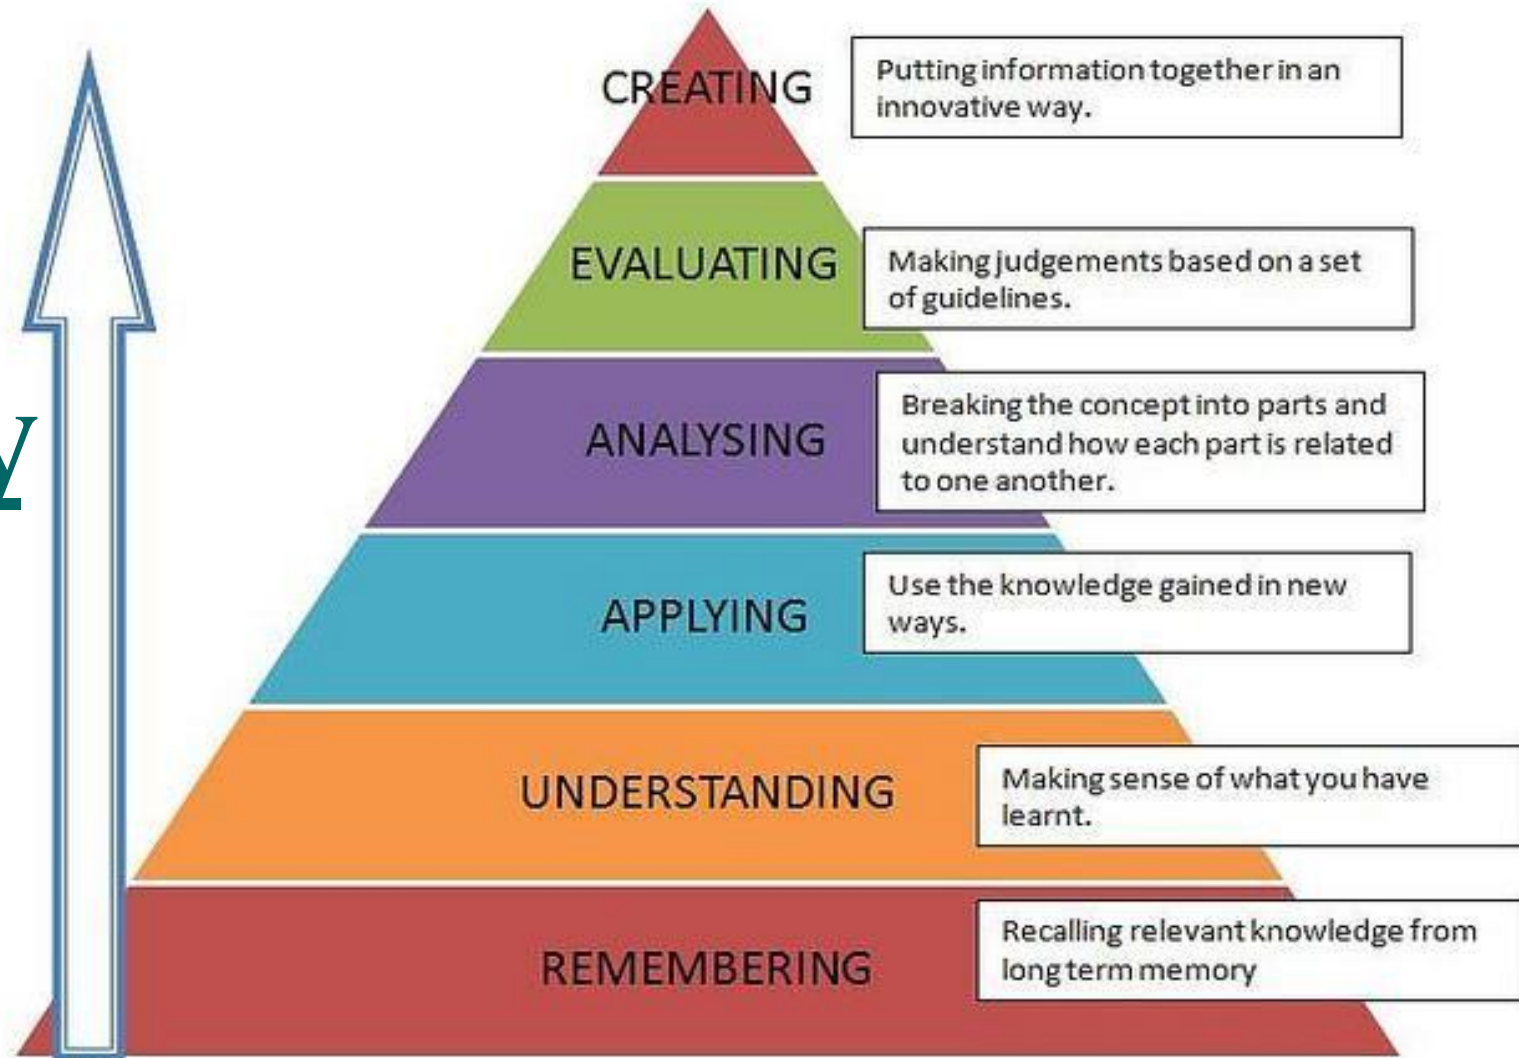 CREATING
Putting information together in an
innovative way.
EVALUATING
Making judgements based on a set
of guidelines.
y
ANALYSING
Breaking the concept into parts and
understand how each part is related
to one another.
APPLYING
Use the knowledge gained in new
ways.
UNDERSTANDING
Making sense of what you have
learnt.
REMEMBERING
Recalling relevant knowledge from
long term memory